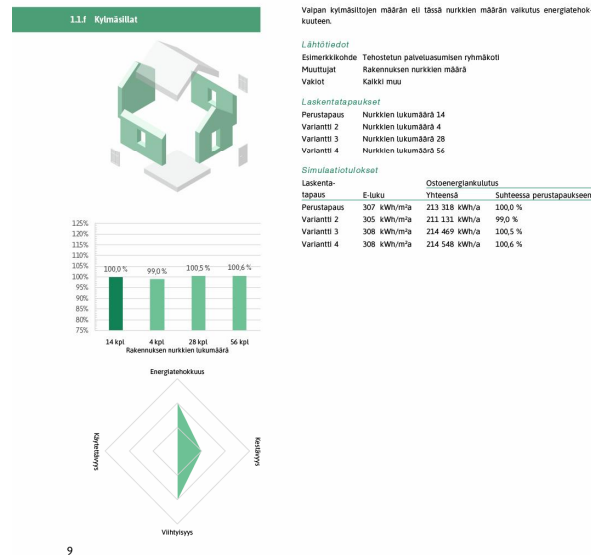 1.1.f Kylmäsillat
Vaipan kylmäsiltojen määrän eli tässä nurkkien määrän vaikutus energiatehok-
kuuteen.
Lähtötiedot
Esimerkkikohde Tehostetun palveluasumisen ryhmäkoti
Muuttujat Rakennuksen nurkkien määrä
Vakiot Kaikki muu
Laskentatapaukset
Perustapaus Nurkkien lukumäärä 14
Variantti 2 Nurkkien lukumäärä 4
Variantti 3 Nurkkien lukumäärä 28
Variantti 4 Nurkkien lukumäärä 56
Simulaatiotulokset
Laskenta- Ostoenergiankulutus
tapaus E-luku Yhteensä Suhteessa perustapaukseen
Perustapaus 307 kWh/m²a 213 318 kWh/a 100,0 %
Variantti 2 305 kWh/m²a 211 131 kWh/a 99,0 %
Variantti 3 308 kWh/m²a 214 469 kWh/a 100,5 %
Variantti 4 308 kWh/m²a 214 548 kWh/a 100,6 %
125%
120%
115%
110%
105%
100%
95%
90%
85%
80%
75%
100,0 % 99,0 % 100,5 % 100,6 %
14 kpl 4 kpl 28 kpl 56 kpl
Rakennuksen nurkkien lukumäärä
Energiatehokkuus
Käytettävyys
Kestävyys
Viihtyisyys
9